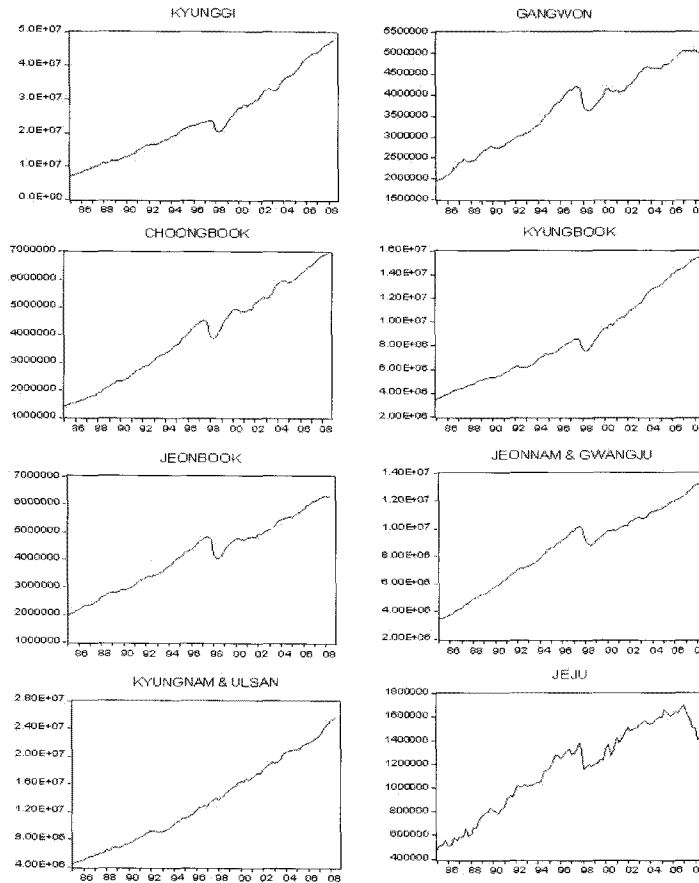 KYUNGGI
5.0E+07
4.0E+07
3.0E+07
2.0E+07
1.0E+07
0.0E+00
86 88 90 92 94 96 98 00 02 04 06 08
GANGWON
5500000
5000000
4500000
4000000
3500000
3000000
2500000
2000000
1500000
86 88 90 92 94 96 98 00 02 04 06
CHOONGBOOK
7000000
6000000
5000000
4000000
3000000
2000000
1000000
86 88 90 92 94 96 98 00 02 04 06 08
KYUNGBOOK
1.60E+07
1.40E+07
1.20E+07
1.00E+07
8.00E+06
6.00E+06
4.00E+06
2.00E+06
86 88 90 92 94 96 98 00 02 04 06
JEONBOOK
7000000
6000000
5000000
4000000
3000000
2000000
1000000
86 88 90 92 94 96 98 00 02 04 06 08
JEONNAM & GWANGJU
1.40E+07
1.20E+07
1.00E+07
8.00E+06
6.00E+06
4.00E+06
2.00E+06
86 88 90 92 94 96 98 00 02 04 06
KYUNGNAM & ULSAN
2.80E+07
2.40E+07
2.00E+07
1.60E+07
1.20E+07
8.00E+06
4.00E+06
86 88 90 92 94 96 98 00 02 04 06 08
JEJU
1800000
1600000
1400000
1200000
1000000
800000
600000
400000
86 88 90 92 94 96 98 00 02 04 06